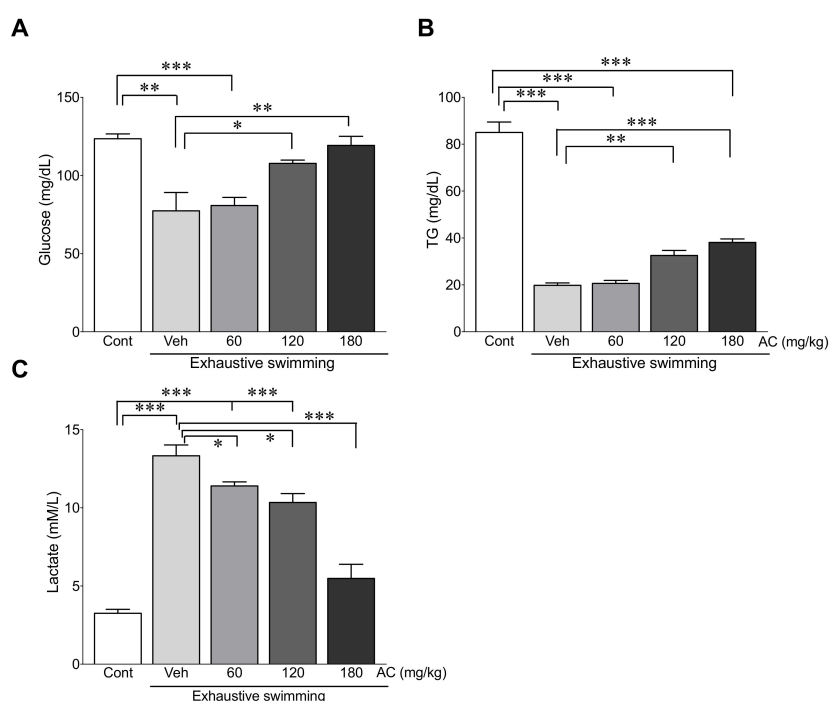 A
***
**
**
*
150
100
50
0
Glucose (mg/dL)
Cont Veh 60 120 180
Exhaustive swimming
B
***
***
***
***
**
100
80
60
40
20
0
TG (mg/dL)
Cont Veh 60 120 180 AC (mg/kg)
Exhaustive swimming
C
*** ***
***
***
* *
15
10
5
0
Lactate (mM/L)
Cont Veh 60 120 180 AC (mg/kg)
Exhaustive swimming